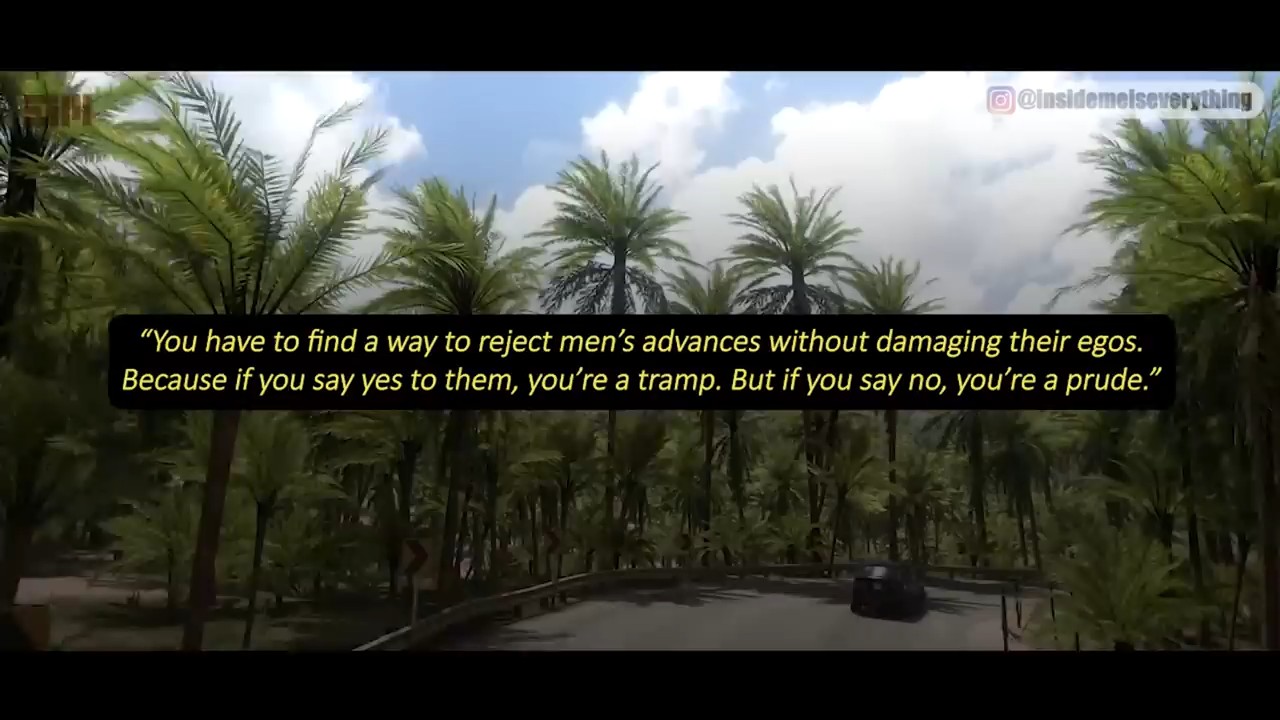 @insidemeiseverything
“You have to find a way to reject men’s advances without damaging their egos.
Because if you say yes to them, you’re a tramp. But if you say no, you’re a prude.”